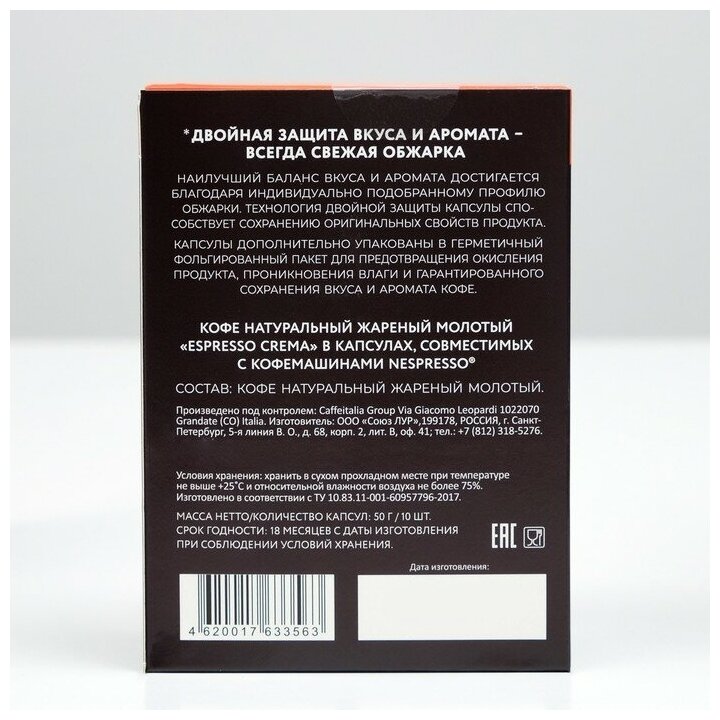 *ДВОЙНАЯ ЗАЩИТА ВКУСА И АРОМАТА –
ВСЕГДА СВЕЖАЯ ОБЖАРКА
НАИЛУЧШИЙ БАЛАНС ВКУСА И АРОМАТА ДОСТИГАЕТСЯ
БЛАГОДАРЯ ИНДИВИДУАЛЬНО ПОДОБРАННОМУ ПРОФИЛЮ
ОБЖАРКИ. ТЕХНОЛОГИЯ ДВОЙНОЙ ЗАЩИТЫ КАПСУЛЫ СПО-
СОБСТВУЕТ СОХРАНЕНИЮ ОРИГИНАЛЬНЫХ СВОЙСТВ ПРОДУКТА.
КАПСУЛЫ ДОПОЛНИТЕЛЬНО УПАКОВАНЫ В ГЕРМЕТИЧНЫЙ
ФОЛЬГИРОВАННЫЙ ПАКЕТ ДЛЯ ПРЕДОТВРАЩЕНИЯ ОКИСЛЕНИЯ
ПРОДУКТА, ПРОНИКНОВЕНИЯ ВЛАГИ И ГАРАНТИРОВАННОГО
СОХРАНЕНИЯ ВКУСА И АРОМАТА КОФЕ.
КОФЕ НАТУРАЛЬНЫЙ ЖАРЕНЫЙ МОЛОТЫЙ
«ESPRESSO CREMA» В КАПСУЛАХ, СОВМЕСТИМЫХ
С КОФЕМАШИНАМИ NESPRESSO®
СОСТАВ: КОФЕ НАТУРАЛЬНЫЙ ЖАРЕНЫЙ МОЛОТЫЙ.
Произведено под контролем: Caffeitalia Group Via Giacomo Leopardi 1022070
Grandate (CO) Italia. Изготовитель: ООО «Союз ЛУР»,199178, РОССИЯ, г. Санкт-
Петербург, 5-я линия В. О., д. 68, корп. 2, лит. В, оф. 41; тел.: +7 (812) 318-5276.
Условия хранения: хранить в сухом прохладном месте при температуре
не выше +25°С и относительной влажности воздуха не более 75%.
Изготовлено в соответствии с ТУ 10.83.11-001-60957796-2017.
МАССА НЕТТО/КОЛИЧЕСТВО КАПСУЛ: 50 Г / 10 ШТ.
СРОК ГОДНОСТИ: 18 МЕСЯЦЕВ С ДАТЫ ИЗГОТОВЛЕНИЯ
ПРИ СОБЛЮДЕНИИ УСЛОВИЙ ХРАНЕНИЯ.
EAC
Дата изготовления:
4 620017 633563